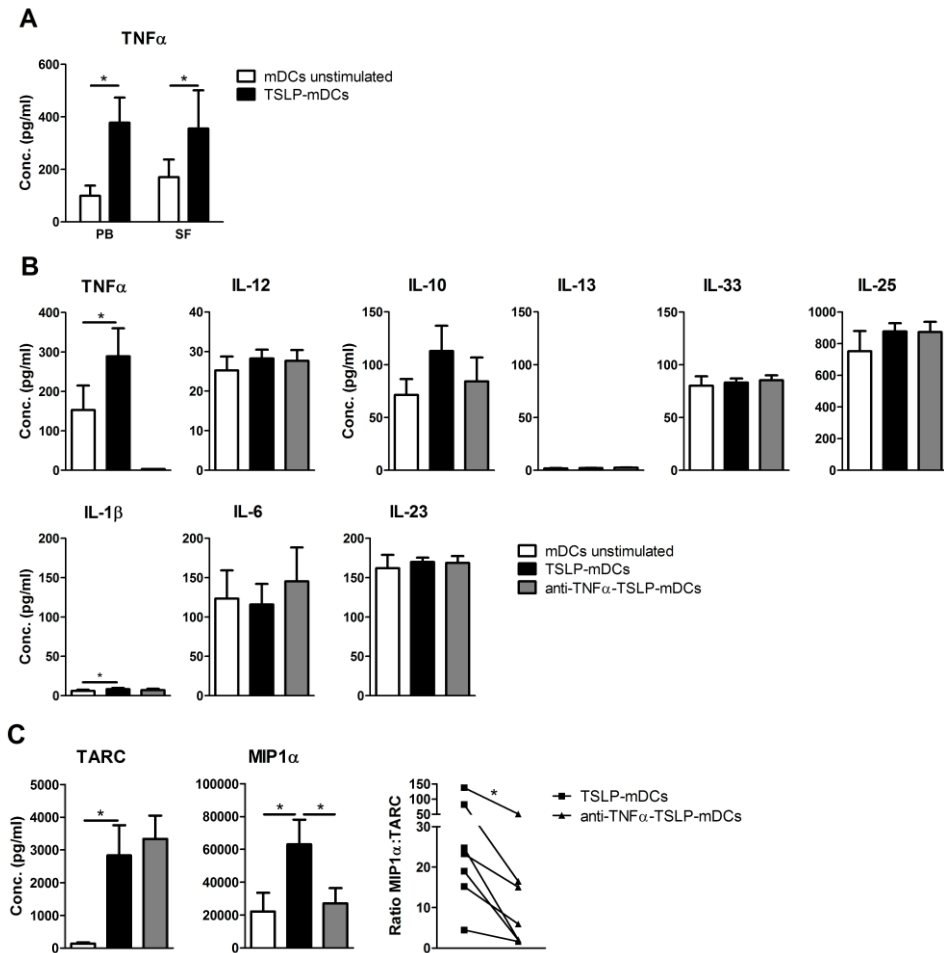 A
TNFα
Conc. (pg/ml)
600
400
200
0
*
*
PB
SF
mDCs unstimulated
TSLP-mDCs
B
TNFα
Conc. (pg/ml)
400
300
200
100
0
*
IL-12
40
30
20
10
0
IL-10
Conc. (pg/ml)
150
100
50
0
IL-13
150
100
50
0
IL-33
150
100
50
0
IL-25
1000
800
600
400
200
0
IL-1β
Conc. (pg/ml)
200
150
100
50
0
*
IL-6
200
150
100
50
0
IL-23
200
150
100
50
0
mDCs unstimulated
TSLP-mDCs
anti-TNFα-TSLP-mDCs
C
TARC
Conc. (pg/ml)
5000
4000
3000
2000
1000
0
*
MIP1α
100000
80000
60000
40000
20000
0
*
*
Ratio MIP1α:TARC
150
100
50
30
20
10
0
*
TSLP-mDCs
anti-TNFα-TSLP-mDCs